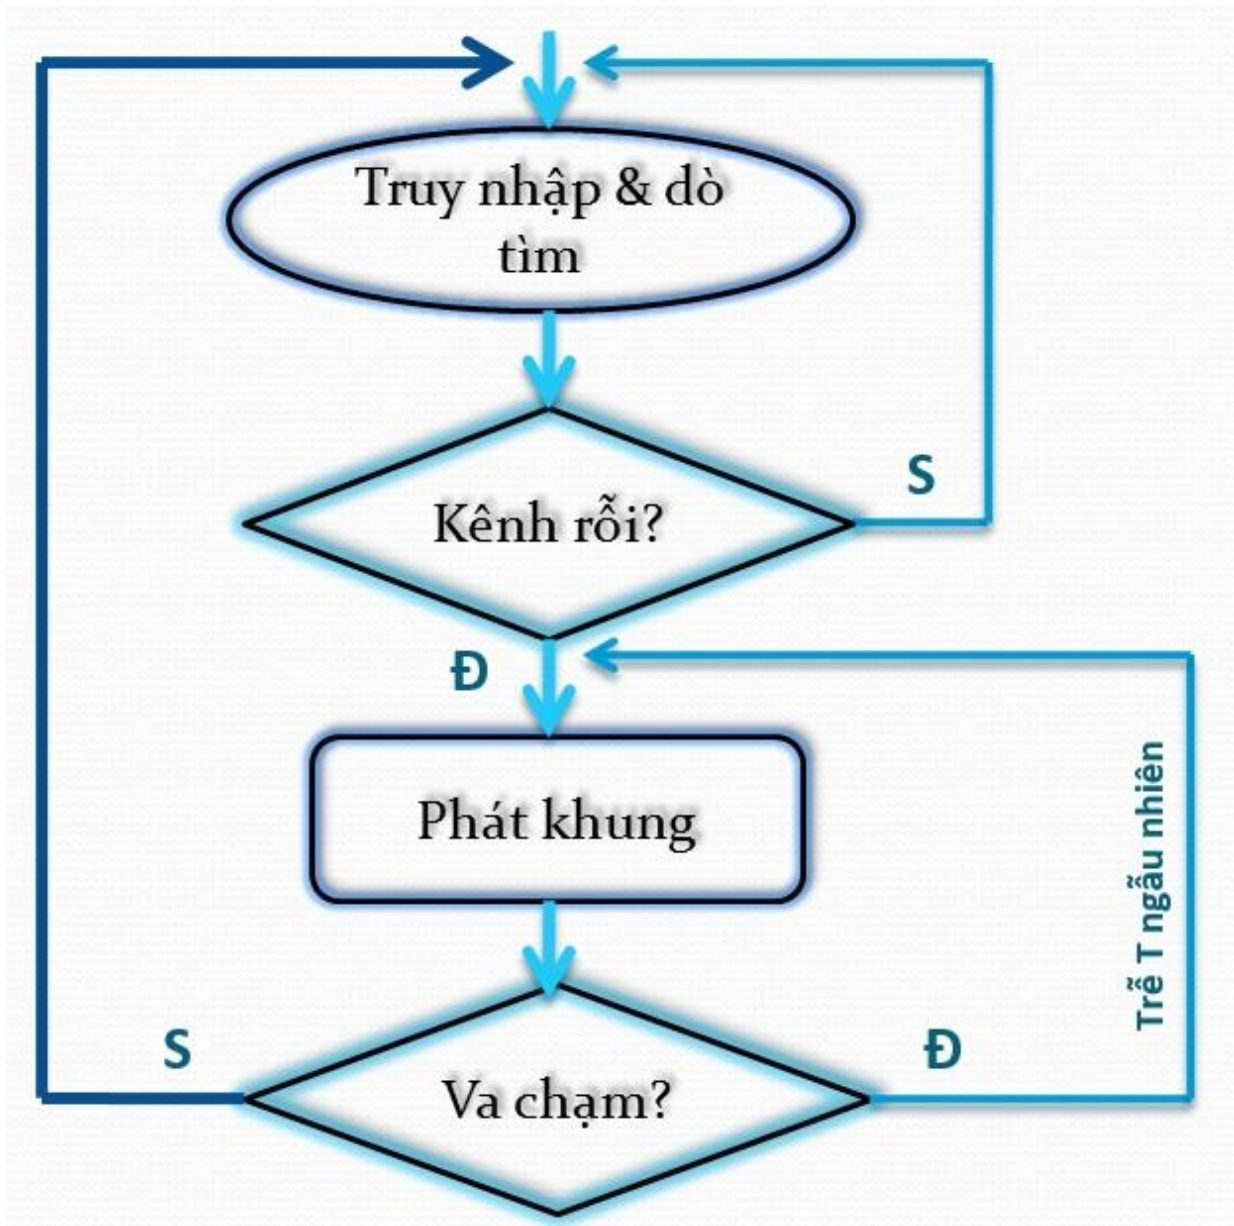 Truy nhập & dò
tìm
Kênh rỗi?
S
Đ
Phát khung
Trễ T ngẫu nhiên
S
Va chạm?
Đ